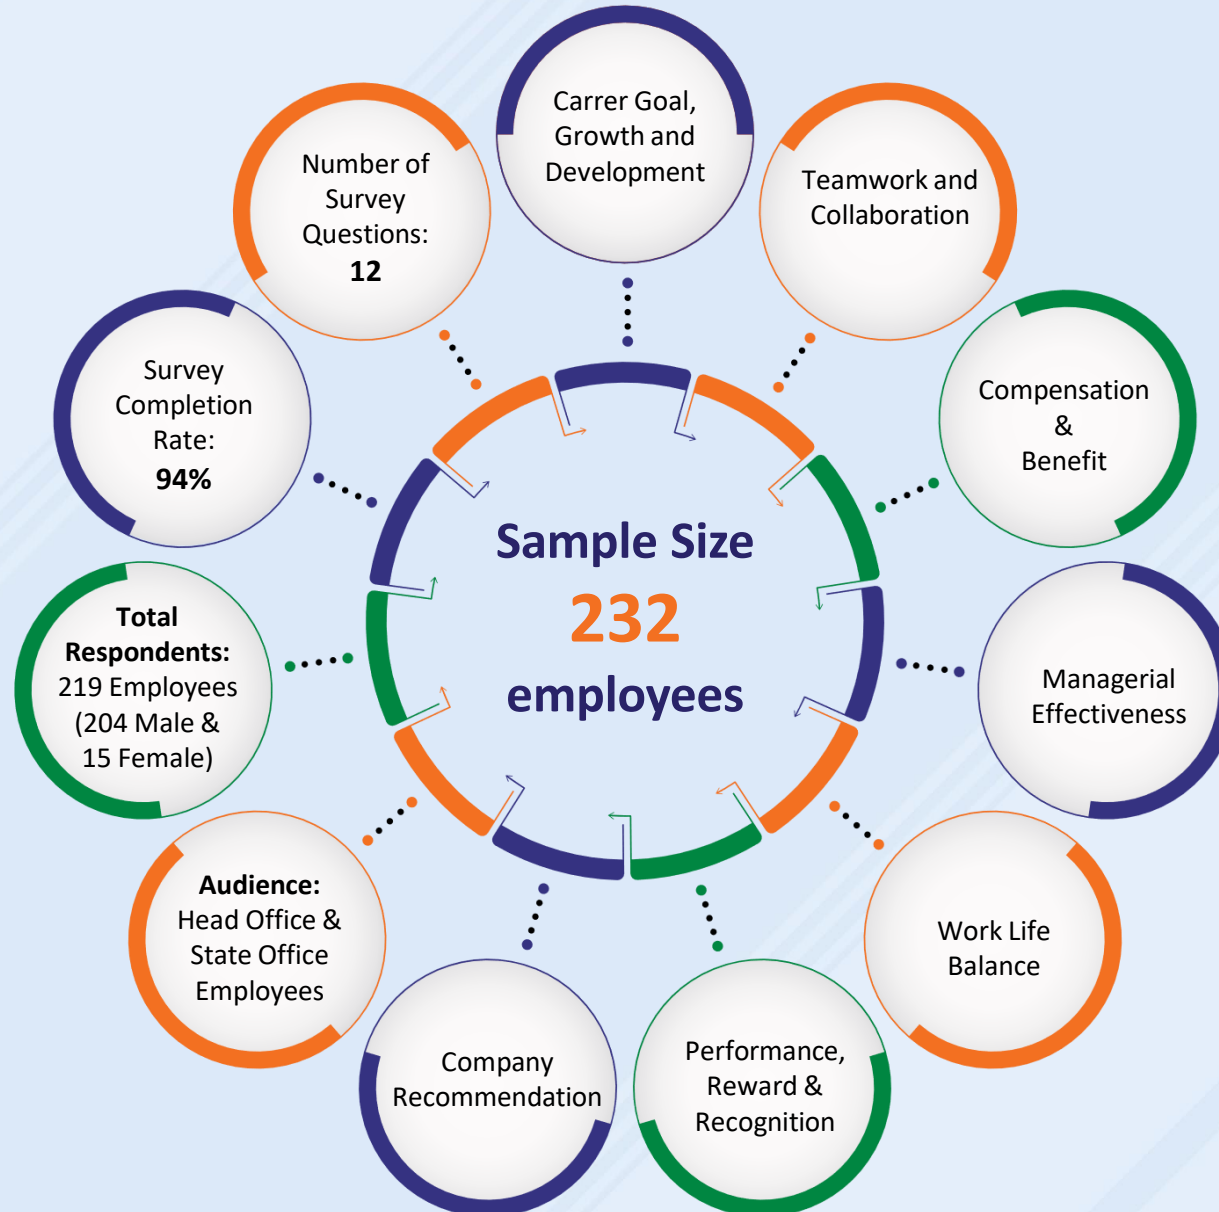 Carrer Goal,
Growth and
Development
Teamwork and
Collaboration
Compensation
&
Benefit
Managerial
Effectiveness
Work Life
Balance
Performance,
Reward &
Recognition
Company
Recommendation
Audience:
Head Office &
State Office
Employees
Total
Respondents:
219 Employees
(204 Male &
15 Female)
Survey
Completion
Rate:
94%
Number of
Survey
Questions:
12
Sample Size
232
employees